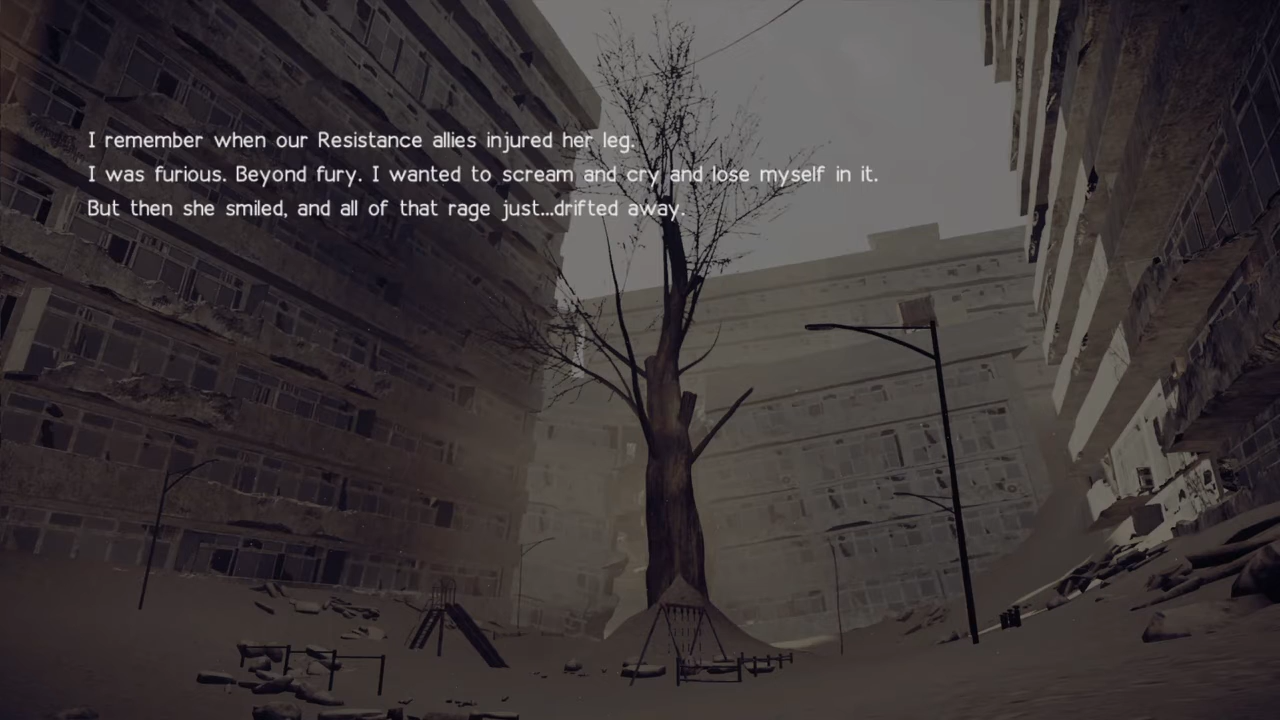 I remember when our Resistance allies injured her leg.
I was furious. Beyond fury. I wanted to scream and cry and lose myself in it.
But then she smiled, and all of that rage just...drifted away.